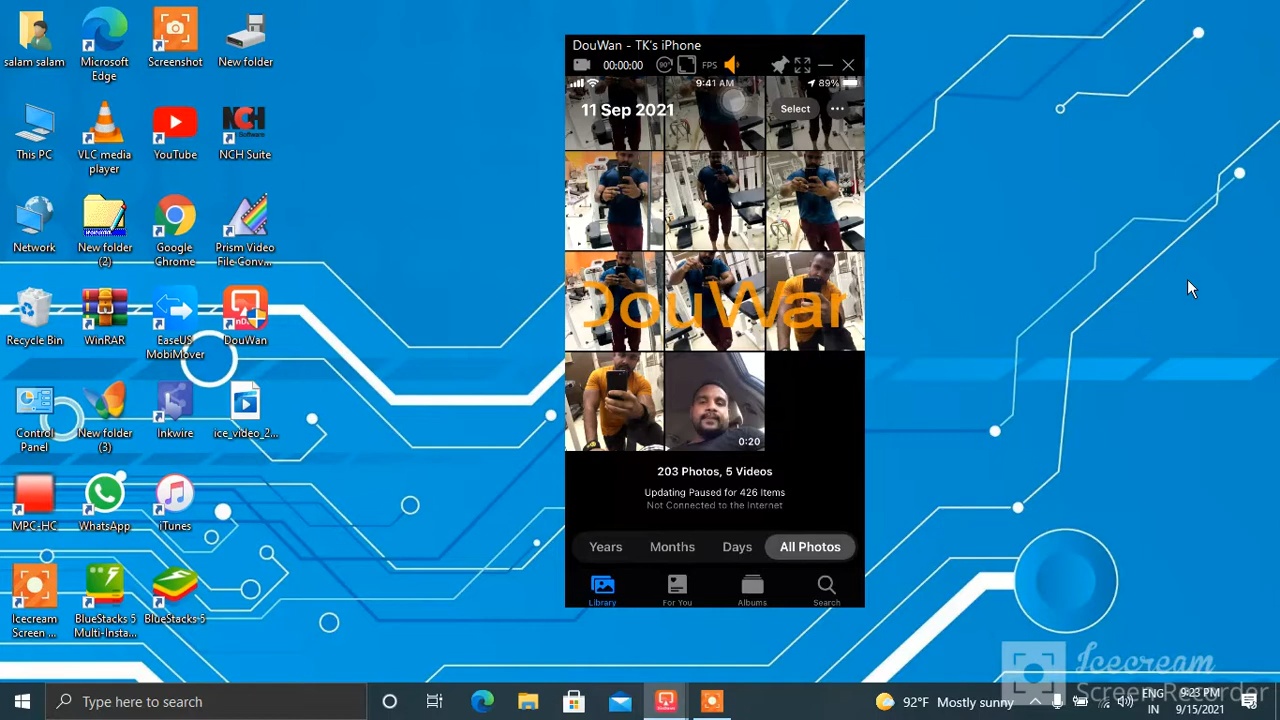 salam salam
Microsoft
Edge
Screenshot
New folder
This PC
VLC media
player
YouTube
NCH
Software
NCH Suite
Network
New folder
(2)
Google
Chrome
Prism Video
File Conv...
Recycle Bin
WinRAR
EaseUS
MobiMover
DouWan
Control
Panel
New folder
(3)
Inkwire
ice_video_2...
MPC-HC
WhatsApp
iTunes
Icecream
Screen ...
BlueStacks 5
Multi-Insta...
BlueStacks 5
DouWan - TK's iPhone
00:00:00
90°
FPS
9:41 AM
89%
11 Sep 2021
Select
DouWan
0:20
203 Photos, 5 Videos
Updating Paused for 426 Items
Not Connected to the Internet
Years
Months
Days
All Photos
Library
For You
Albums
Search
Icecream
Screen Recorder
Type here to search
92°F Mostly sunny
ENG
IN
9:23 PM
9/15/2021